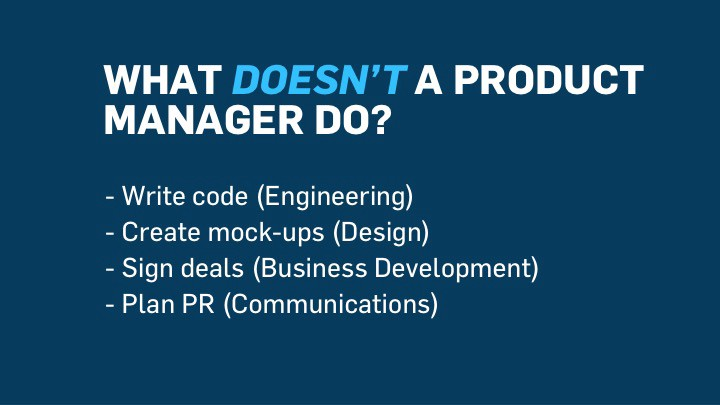 WHAT DOESN'T A PRODUCT
MANAGER DO?
- Write code (Engineering)
- Create mock-ups (Design)
- Sign deals (Business Development)
- Plan PR (Communications)